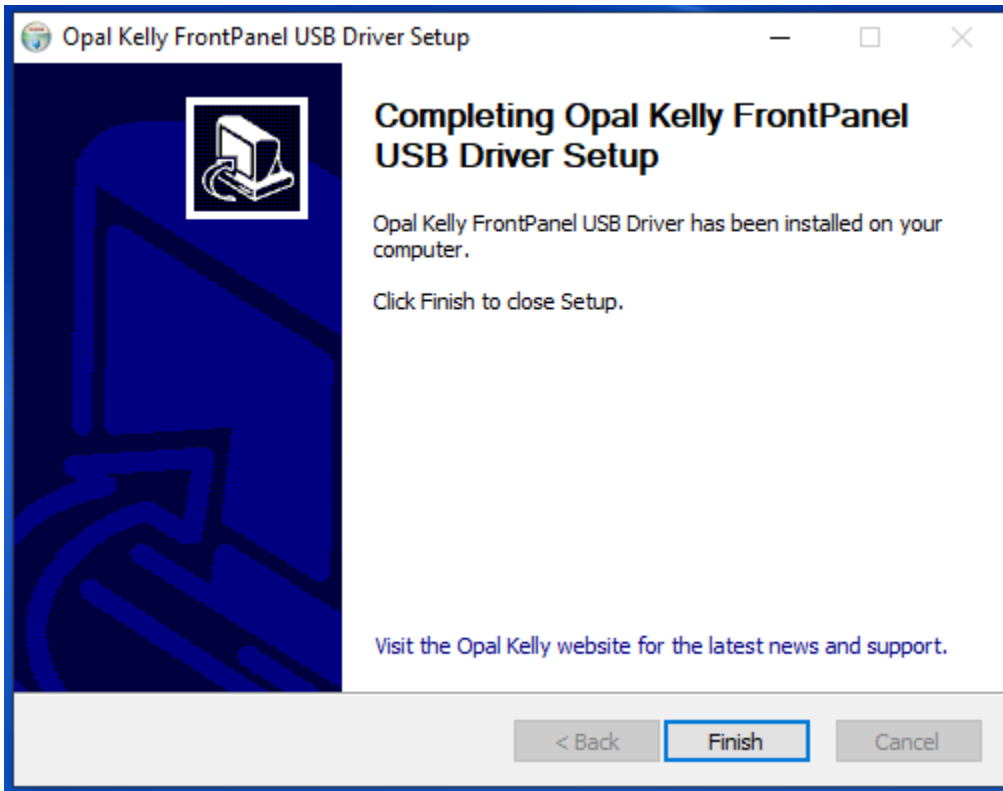 Opal Kelly FrontPanel USB Driver Setup
Completing Opal Kelly FrontPanel
USB Driver Setup
Opal Kelly FrontPanel USB Driver has been installed on your
computer.
Click Finish to close Setup.
Visit the Opal Kelly website for the latest news and support.
< Back
Finish
Cancel